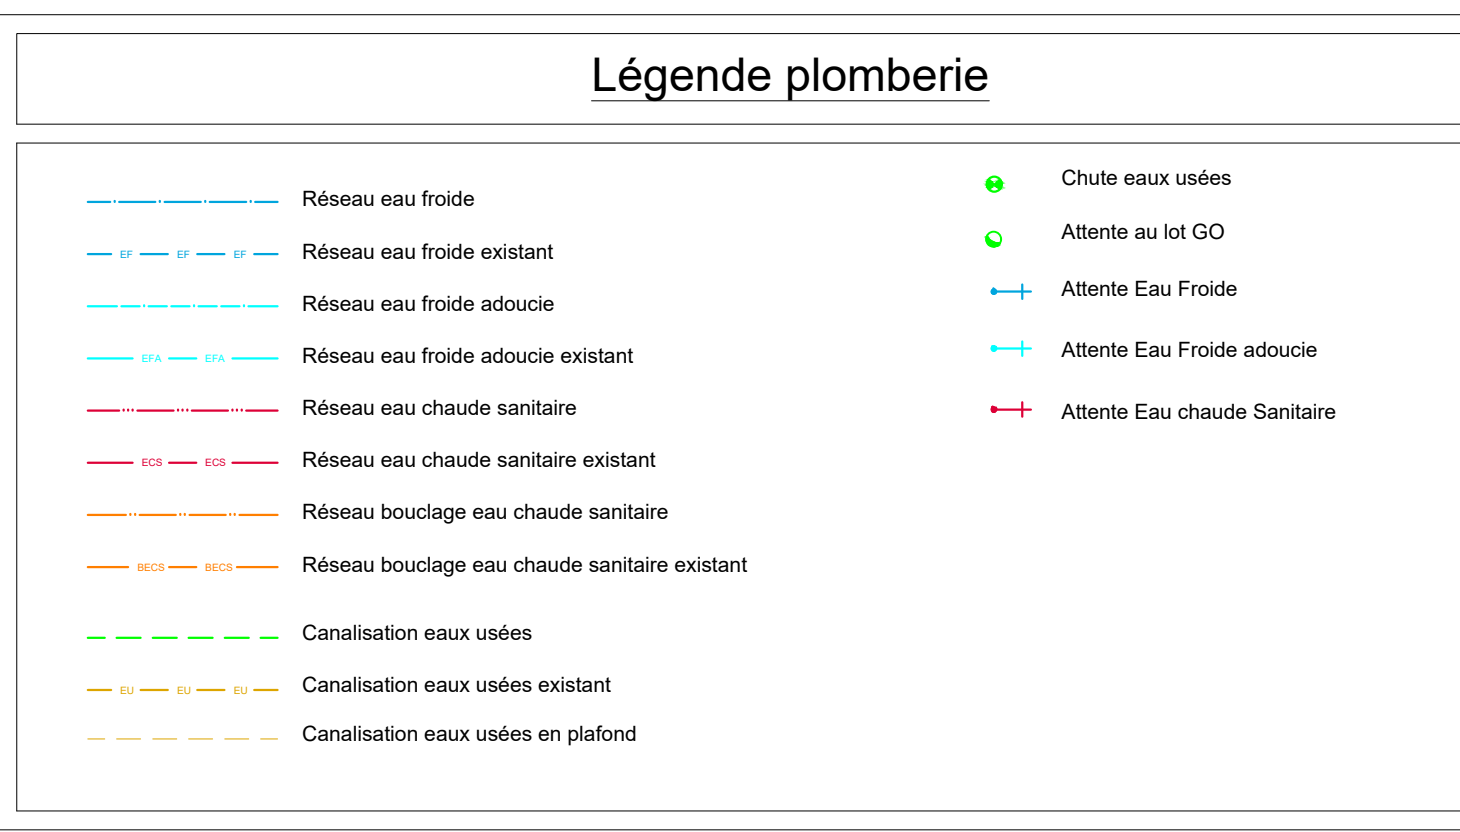 Légende plomberie
Réseau eau froide
EF EF EF Réseau eau froide existant
Réseau eau froide adoucie
EFA EFA Réseau eau froide adoucie existant
Réseau eau chaude sanitaire
ECS ECS Réseau eau chaude sanitaire existant
Réseau bouclage eau chaude sanitaire
BECS BECS Réseau bouclage eau chaude sanitaire existant
Canalisation eaux usées
EU EU EU Canalisation eaux usées existant
Canalisation eaux usées en plafond
Chute eaux usées
Attente au lot GO
Attente Eau Froide
Attente Eau Froide adoucie
Attente Eau chaude Sanitaire